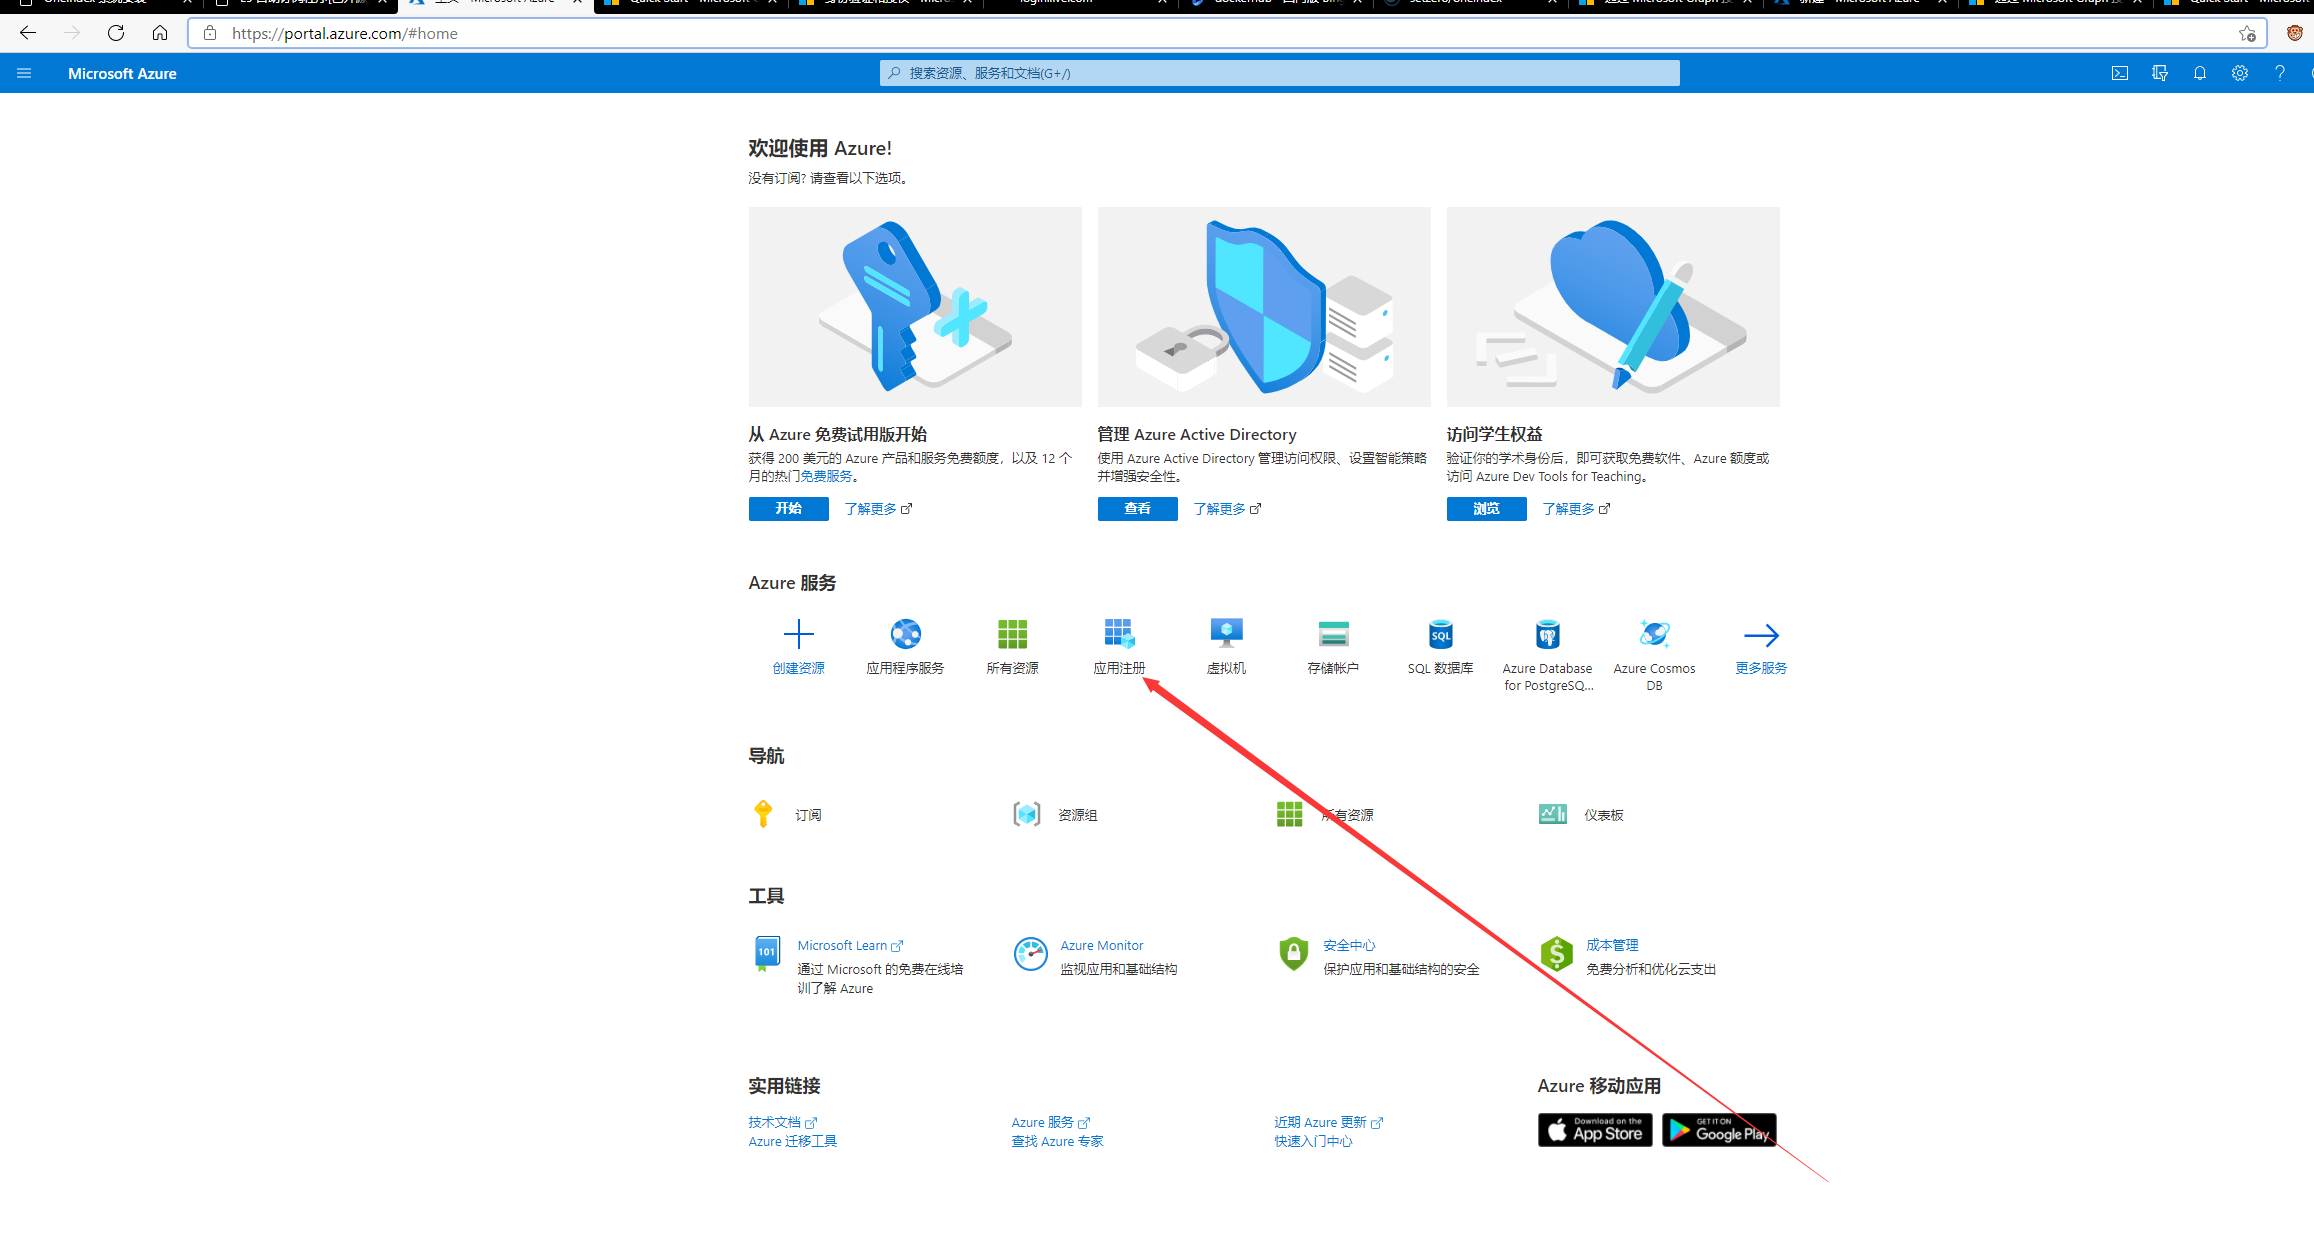 https://portal.azure.com/#home
Microsoft Azure
搜索资源、服务和文档(G+/)
欢迎使用 Azure!
没有订阅? 请查看以下选项。
从 Azure 免费试用版开始
获得 200 美元的 Azure 产品和服务免费额度，以及 12 个
月的热门免费服务。
开始
了解更多
管理 Azure Active Directory
使用 Azure Active Directory 管理访问权限、设置智能策略
并增强安全性。
查看
了解更多
访问学生权益
验证你的学术身份后，即可获取免费软件、Azure 额度或
访问 Azure Dev Tools for Teaching。
浏览
了解更多
Azure 服务
创建资源
应用程序服务
所有资源
应用注册
虚拟机
存储帐户
SQL
SQL 数据库
Azure Database
for PostgreSQ...
Azure Cosmos
DB
更多服务
导航
订阅
资源组
所有资源
仪表板
工具
101
Microsoft Learn
通过 Microsoft 的免费在线培
训了解 Azure
Azure Monitor
监视应用和基础结构
安全中心
保护应用和基础结构的安全
成本管理
免费分析和优化云支出
实用链接
技术文档
Azure 迁移工具
Azure 服务
查找 Azure 专家
近期 Azure 更新
快速入门中心
Azure 移动应用
Download on the
App Store
GET IT ON
Google Play